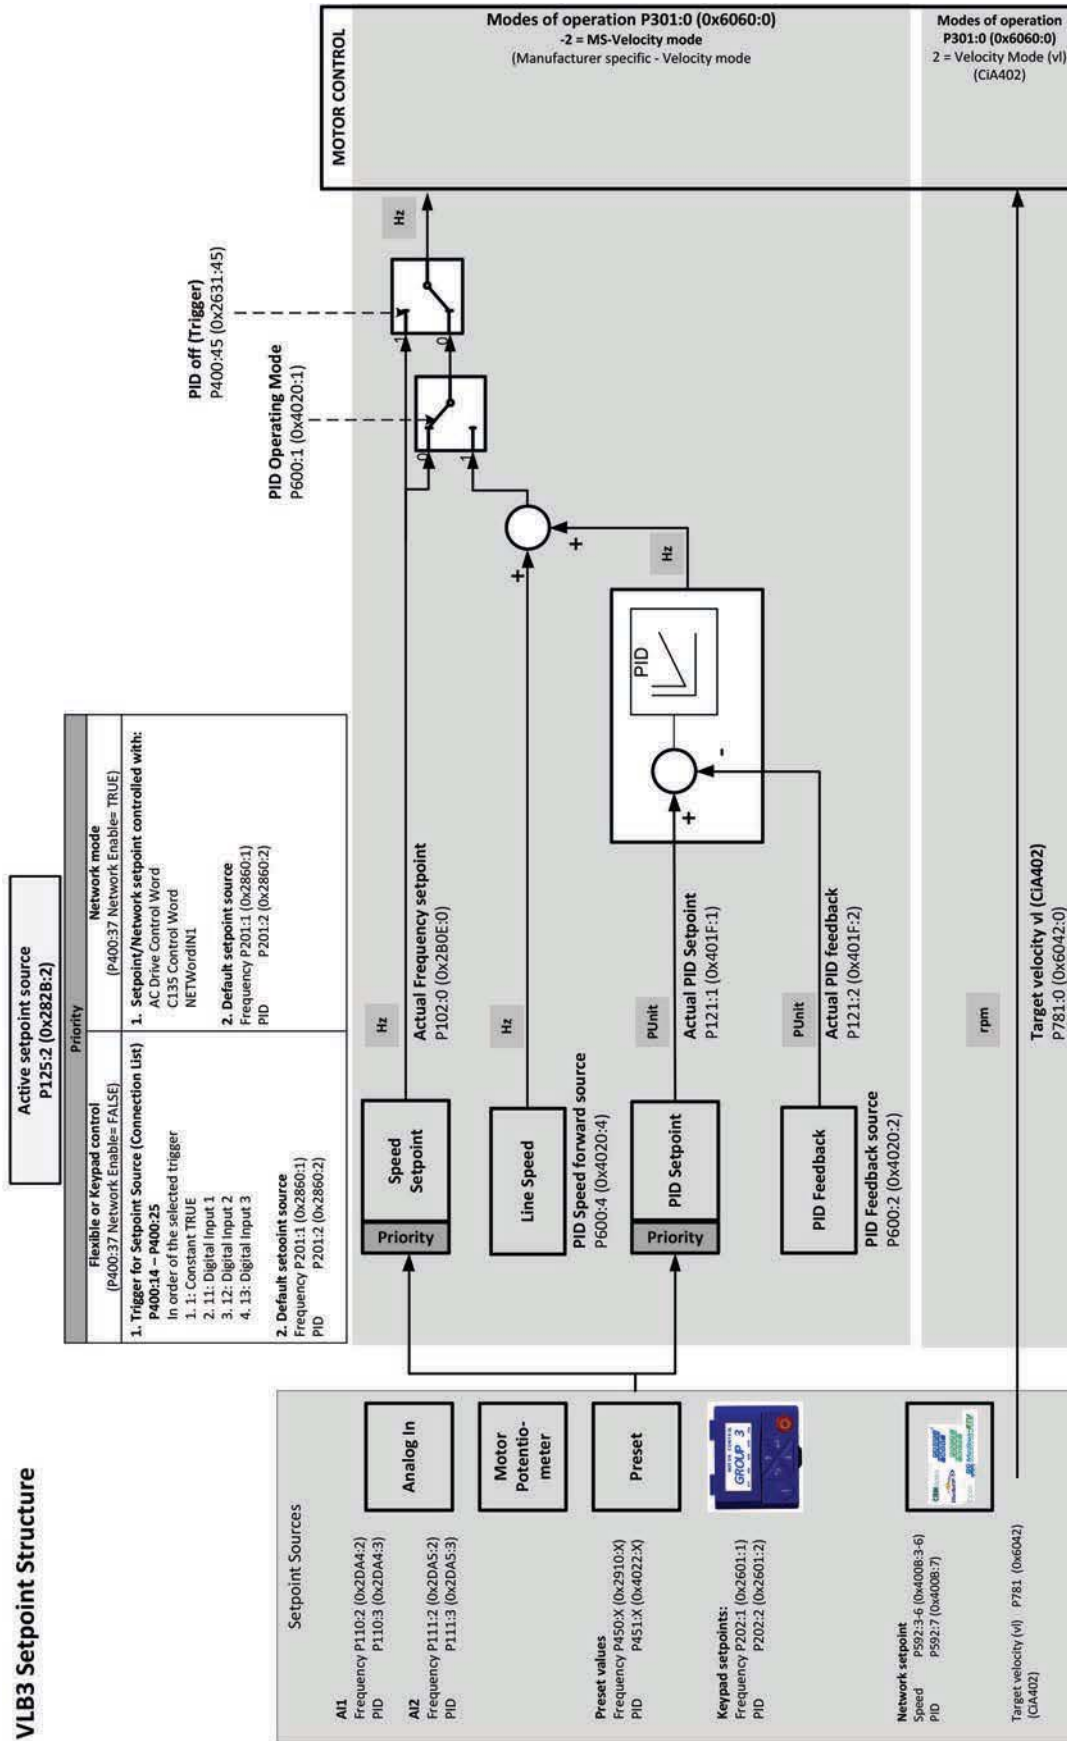 VLB3 Setpoint Structure
Active setpoint source
P125:2 (0x282B:2)
Priority
Flexible or Keypad control
(P400:37 Network Enable= FALSE)
1. Trigger for Setpoint Source (Connection List)
P400:14 – P400:25
In order of the selected trigger
1. 1: Constant TRUE
2. 11: Digital Input 1
3. 12: Digital Input 2
4. 13: Digital Input 3
2. Default setooint source
Frequency P201:1 (0x2860:1)
PID P201:2 (0x2860:2)
Network mode
(P400:37 Network Enable= TRUE)
1. Setpoint/Network setpoint controlled with:
AC Drive Control Word
C135 Control Word
NETWordIN1
2. Default setpoint source
Frequency P201:1 (0x2860:1)
PID P201:2 (0x2860:2)
Setpoint Sources
AI1
Frequency P110:2 (0x2DA4:2)
PID P110:3 (0x2DA4:3)
AI2
Frequency P111:2 (0x2DA5:2)
PID P111:3 (0x2DA5:3)
Analog In
Motor
Potentio-
meter
Preset values
Frequency P450:X (0x2910:X)
PID P451:X (0x4022:X)
Preset
Keypad setpoints:
Frequency P202:1 (0x2601:1)
PID P202:2 (0x2601:2)
GROUP 3
Network setpoint
Speed P592:3-6 (0x400B:3-6)
PID P592:7 (0x400B:7)
Target velocity (vl) P781 (0x6042)
(CiA402)
Priority
Speed
Setpoint
Hz
Actual Frequency setpoint
P102:0 (0x2B0E:0)
Line Speed
Hz
PID Speed forward source
P600:4 (0x4020:4)
Priority
PID Setpoint
PUnit
Actual PID Setpoint
P121:1 (0x401F:1)
PID Feedback
PUnit
Actual PID feedback
P121:2 (0x401F:2)
PID Feedback source
P600:2 (0x4020:2)
rpm
Target velocity vl (CiA402)
P781:0 (0x6042:0)
+
-
PID
Hz
+
+
PID Operating Mode
P600:1 (0x4020:1)
0
1
PID off (Trigger)
P400:45 (0x2631:45)
1
0
Hz
MOTOR CONTROL
Modes of operation P301:0 (0x6060:0)
-2 = MS-Velocity mode
(Manufacturer specific - Velocity mode
Modes of operation
P301:0 (0x6060:0)
2 = Velocity Mode (vl)
(CiA402)